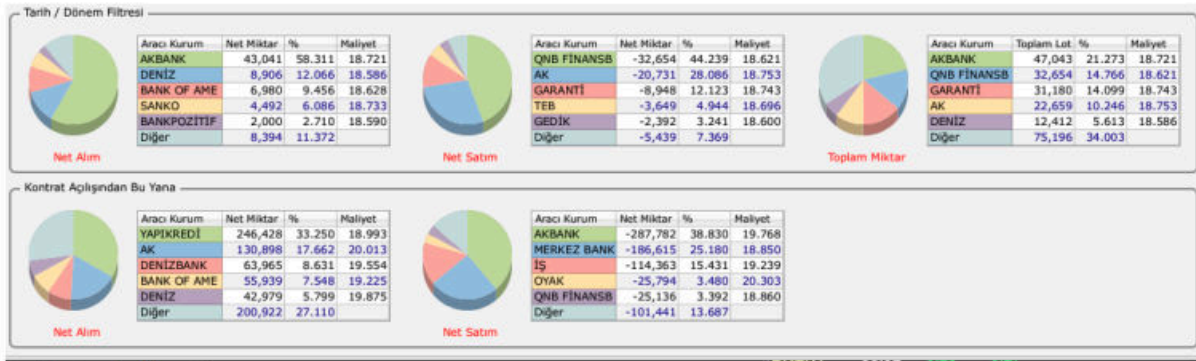 Tarih / Dönem Filtresi
Aracı Kurum Net Miktar % Maliyet
AKBANK 43,041 58.311 18.721
DENİZ 8,906 12.066 18.586
BANK OF AME 6,980 9.456 18.628
SANKO 4,492 6.086 18.733
BANKPOZİTİF 2,000 2.710 18.590
Diğer 8,394 11.372
Net Alım
Aracı Kurum Net Miktar % Maliyet
QNB FİNANSB -32,654 44.239 18.621
AK -20,731 28.086 18.753
GARANTİ -8,948 12.123 18.743
TEB -3,649 4.944 18.696
GEDİK -2,392 3.241 18.600
Diğer -5,439 7.369
Net Satım
Aracı Kurum Toplam Lot % Maliyet
AKBANK 47,043 21.273 18.721
QNB FİNANSB 32,654 14.766 18.621
GARANTİ 31,180 14.099 18.743
AK 22,659 10.246 18.753
DENİZ 12,412 5.613 18.586
Diğer 75,196 34.003
Toplam Miktar
Kontrat Açılışından Bu Yana
Aracı Kurum Net Miktar % Maliyet
YAPIKREDİ 246,428 33.250 18.993
AK 130,898 17.662 20.013
DENİZBANK 63,965 8.631 19.554
BANK OF AME 55,939 7.548 19.225
DENİZ 42,979 5.799 19.875
Diğer 200,922 27.110
Net Alım
Aracı Kurum Net Miktar % Maliyet
AKBANK -287,782 38.830 19.768
MERKEZ BANK -186,615 25.180 18.850
İŞ -114,363 15.431 19.239
OYAK -25,794 3.480 20.303
QNB FİNANSB -25,136 3.392 18.860
Diğer -101,441 13.687
Net Satım